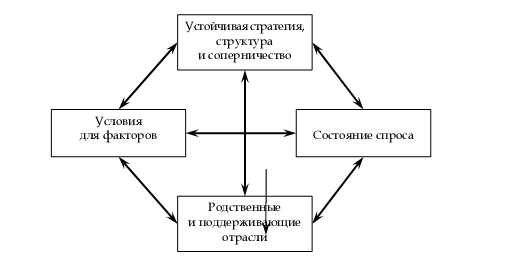 Устойчивая стратегия,
структура
и соперничество
Условия
для факторов
Состояние спроса
Родственные
и поддерживающие
отрасли